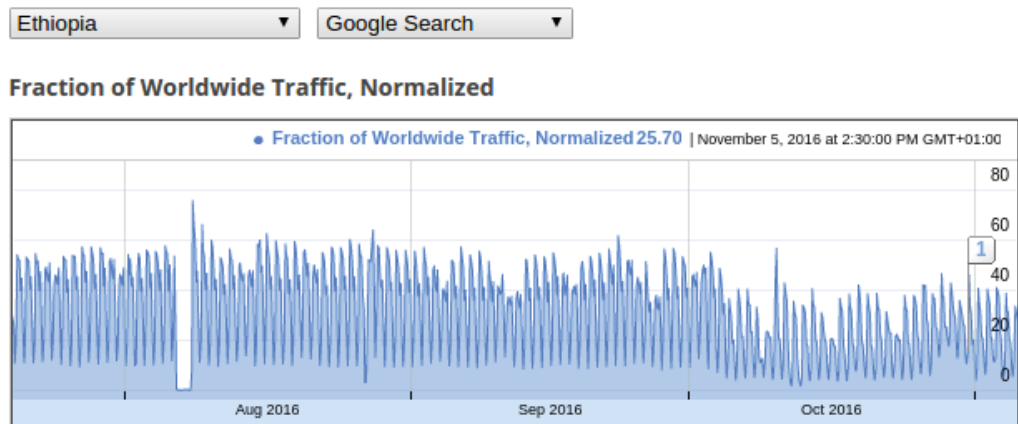 Ethiopia ▼ Google Search ▼
Fraction of Worldwide Traffic, Normalized
● Fraction of Worldwide Traffic, Normalized 25.70 | November 5, 2016 at 2:30:00 PM GMT+01:00
80
60
1
40
20
0
Aug 2016 Sep 2016 Oct 2016